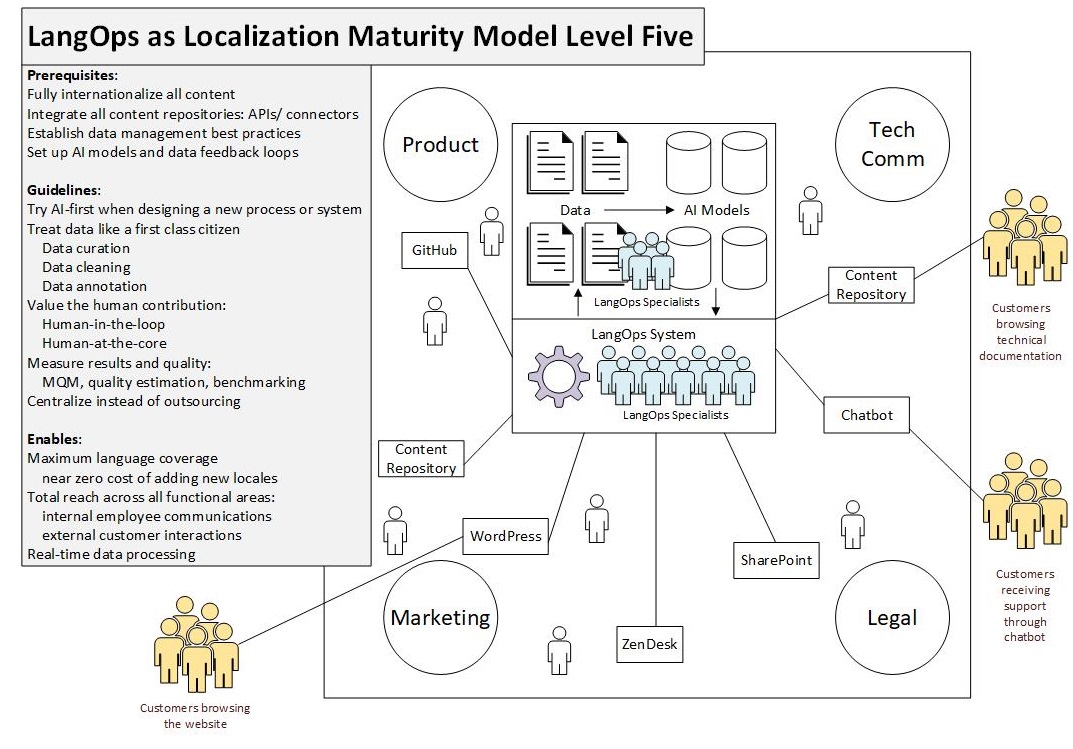 LangOps as Localization Maturity Model Level Five
Prerequisites:
Fully internationalize all content
Integrate all content repositories: APIs/ connectors
Establish data management best practices
Set up AI models and data feedback loops
Guidelines:
Try AI-first when designing a new process or system
Treat data like a first class citizen
Data curation
Data cleaning
Data annotation
Value the human contribution:
Human-in-the-loop
Human-at-the-core
Measure results and quality:
MQM, quality estimation, benchmarking
Centralize instead of outsourcing
Enables:
Maximum language coverage
near zero cost of adding new locales
Total reach across all functional areas:
internal employee communications
external customer interactions
Real-time data processing
Product
Tech
Comm
Data
AI Models
GitHub
LangOps Specialists
Content
Repository
Customers
browsing
technical
documentation
LangOps System
LangOps Specialists
Chatbot
Content
Repository
WordPress
SharePoint
Customers
receiving
support
through
chatbot
Marketing
Legal
ZenDesk
Customers browsing
the website